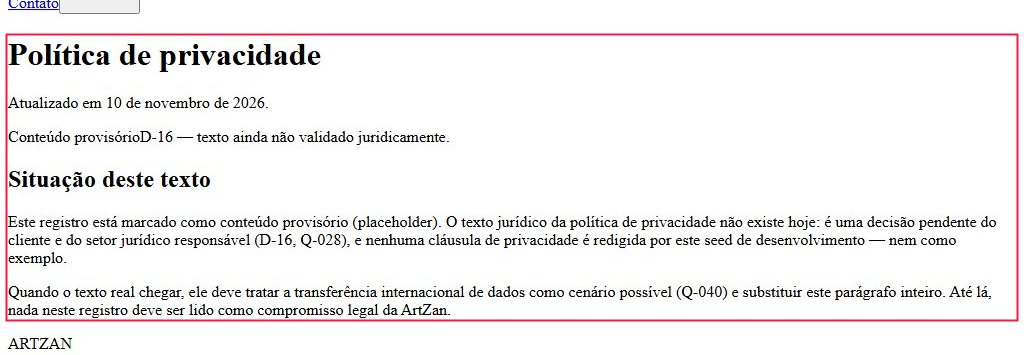 Contato
Política de privacidade
Atualizado em 10 de novembro de 2026.
Conteúdo provisórioD-16 — texto ainda não validado juridicamente.
Situação deste texto
Este registro está marcado como conteúdo provisório (placeholder). O texto jurídico da política de privacidade não existe hoje: é uma decisão pendente do
cliente e do setor jurídico responsável (D-16, Q-028), e nenhuma cláusula de privacidade é redigida por este seed de desenvolvimento — nem como
exemplo.
Quando o texto real chegar, ele deve tratar a transferência internacional de dados como cenário possível (Q-040) e substituir este parágrafo inteiro. Até lá,
nada neste registro deve ser lido como compromisso legal da ArtZan.
ARTZAN